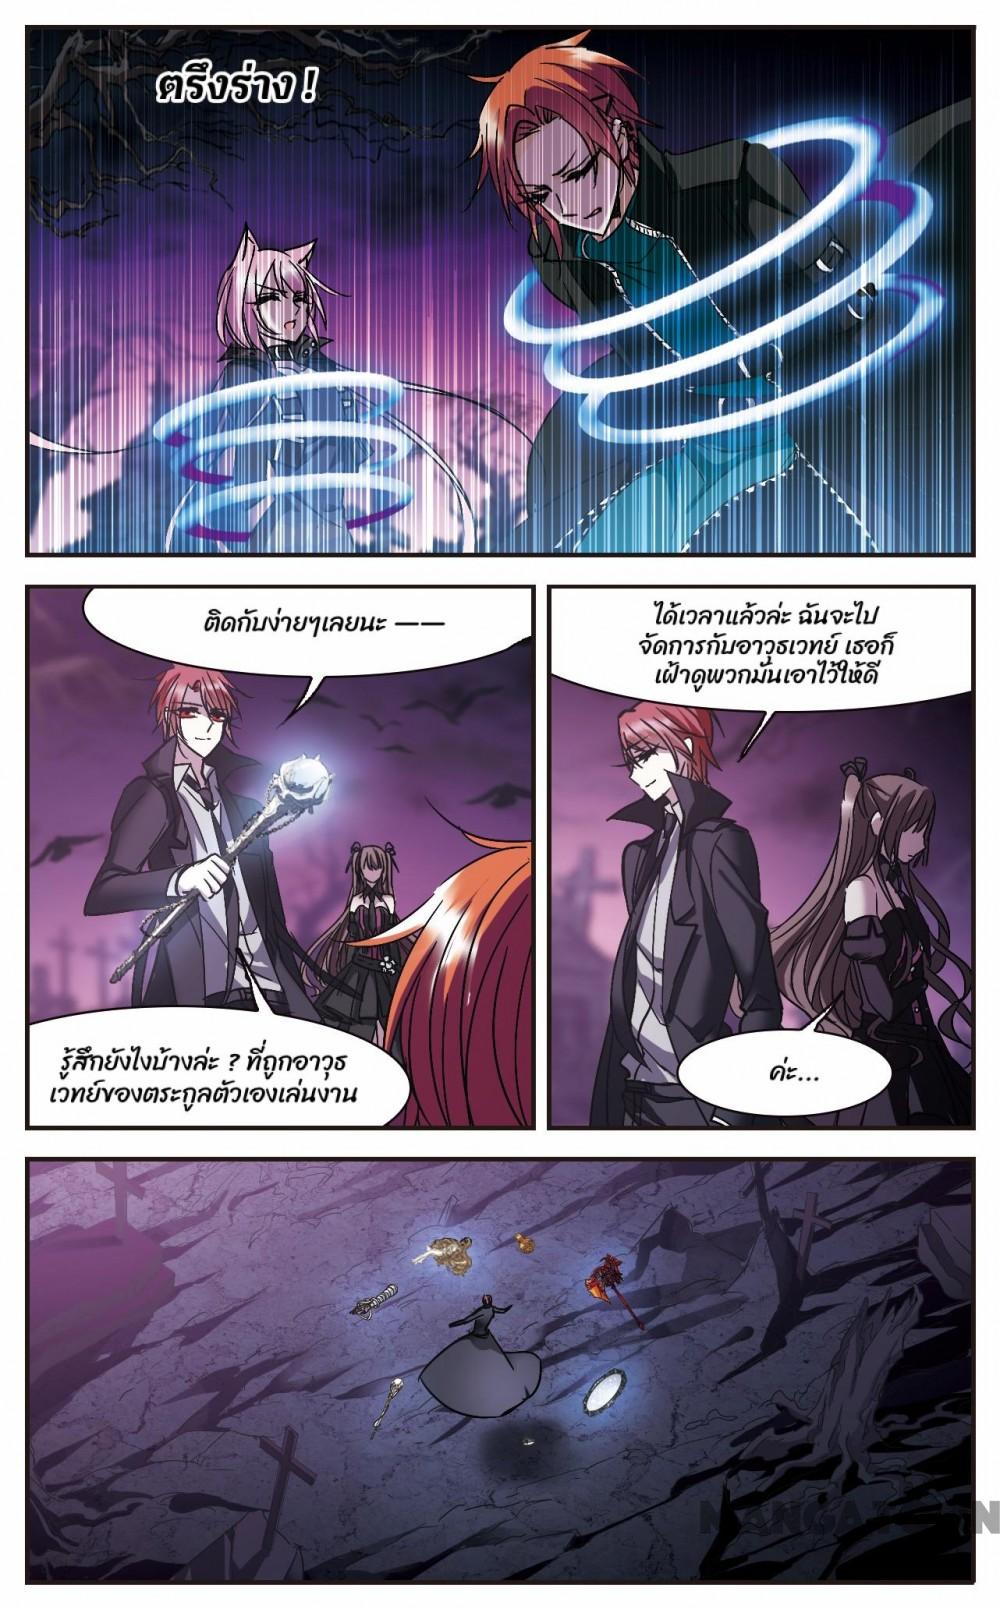 ตรึงร่าง !
ติดกับง่ายๆเลยนะ ——
ได้เวลาแล้วล่ะ ฉันจะไป
จัดการกับอาวุธเวทย์ เธอก็
เฝ้าดูพวกมันเอาไว้ให้ดี
รู้สึกยังไงบ้างล่ะ ? ที่ถูกอาวุธ
เวทย์ของตระกูลตัวเองเล่นงาน
ค่ะ...